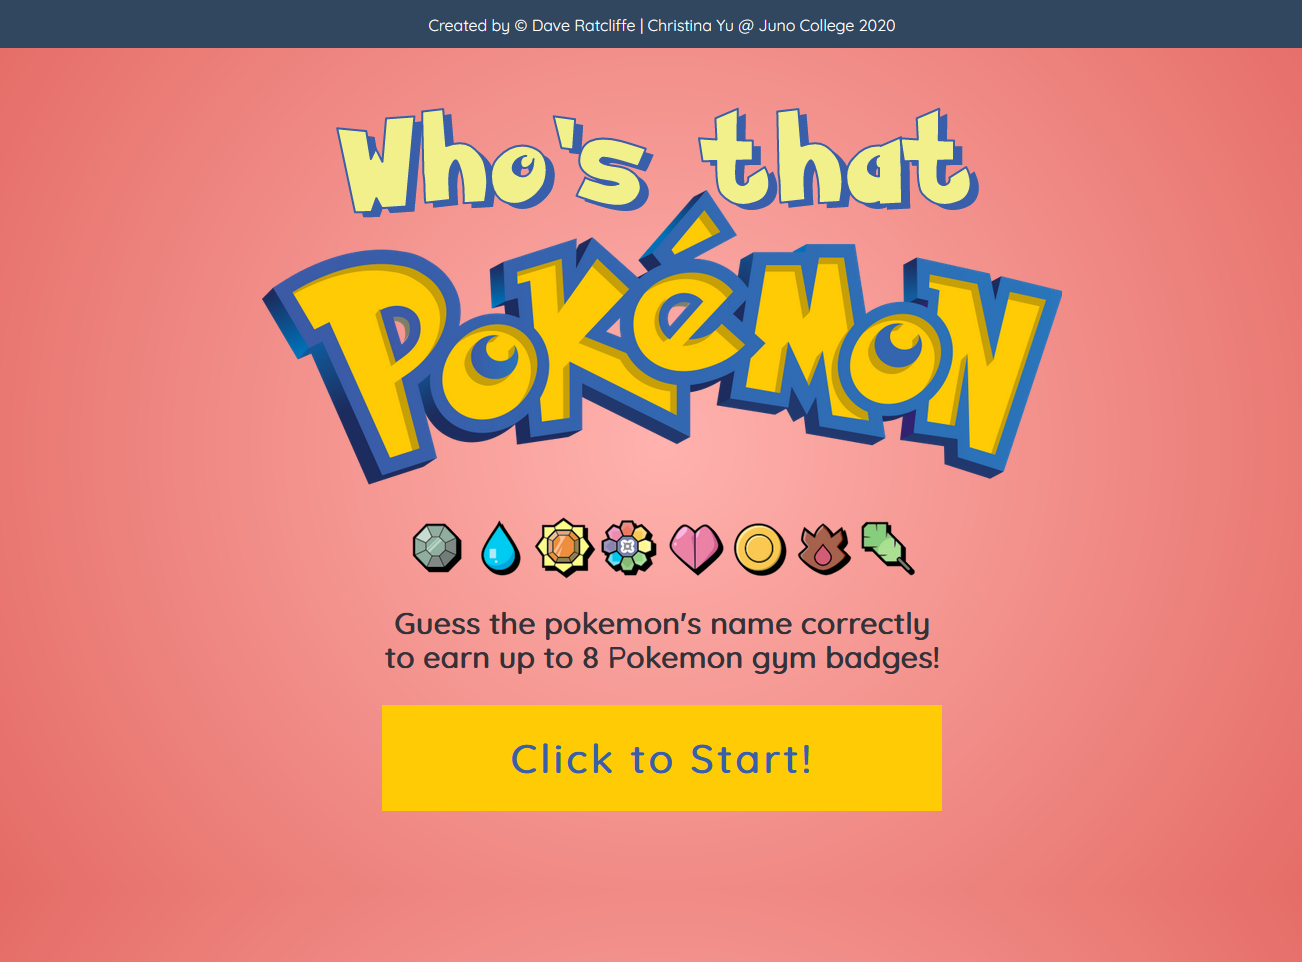 Created by © Dave Ratcliffe | Christina Yu @ Juno College 2020
Who's that
Pokémon
Guess the pokemon's name correctly
to earn up to 8 Pokemon gym badges!
Click to Start!